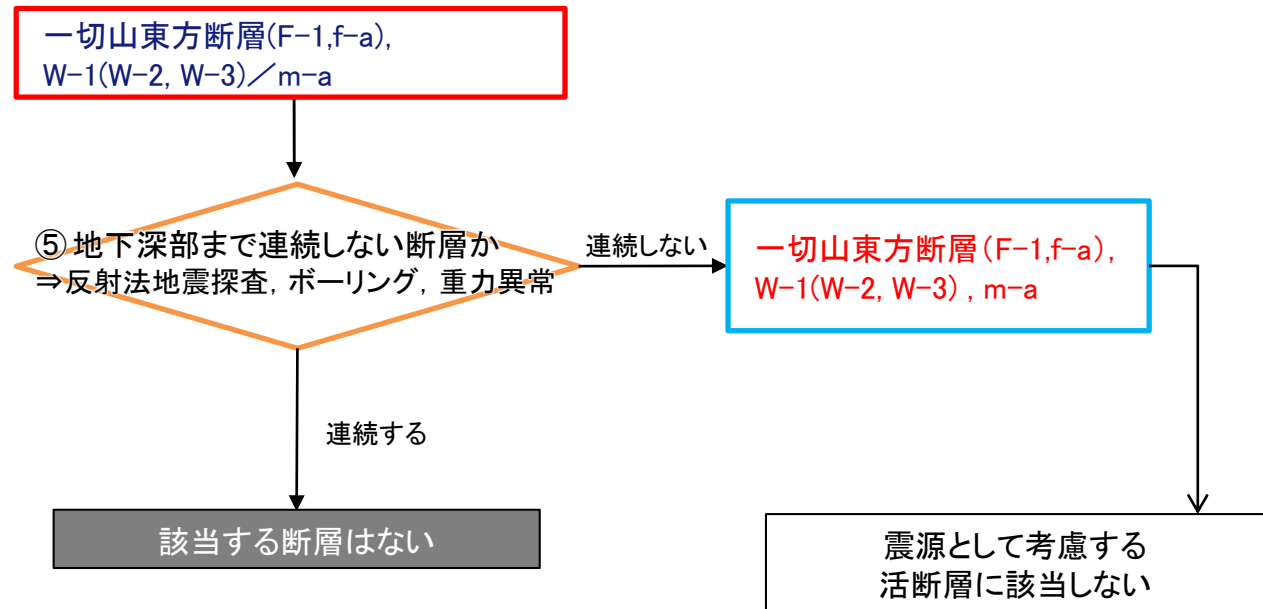 一切山東方断層(F-1,f-a),
W-1(W-2, W-3)／m-a
⑤ 地下深部まで連続しない断層か
⇒反射法地震探査, ボーリング, 重力異常
連続しない
一切山東方断層(F-1,f-a),
W-1(W-2, W-3) , m-a
連続する
該当する断層はない
震源として考慮する
活断層に該当しない